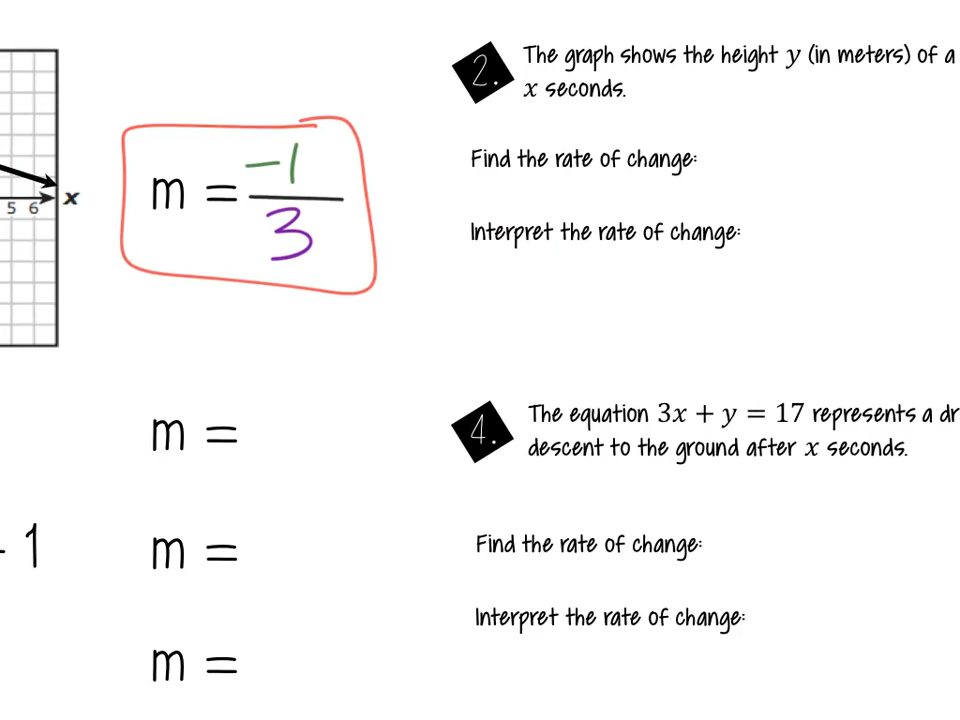 x
5 6
m = -1
3
2.
The graph shows the height y (in meters) of a
x seconds.
Find the rate of change:
Interpret the rate of change:
m =
- 1
m =
m =
4.
The equation 3x + y = 17 represents a dr
descent to the ground after x seconds.
Find the rate of change:
Interpret the rate of change: